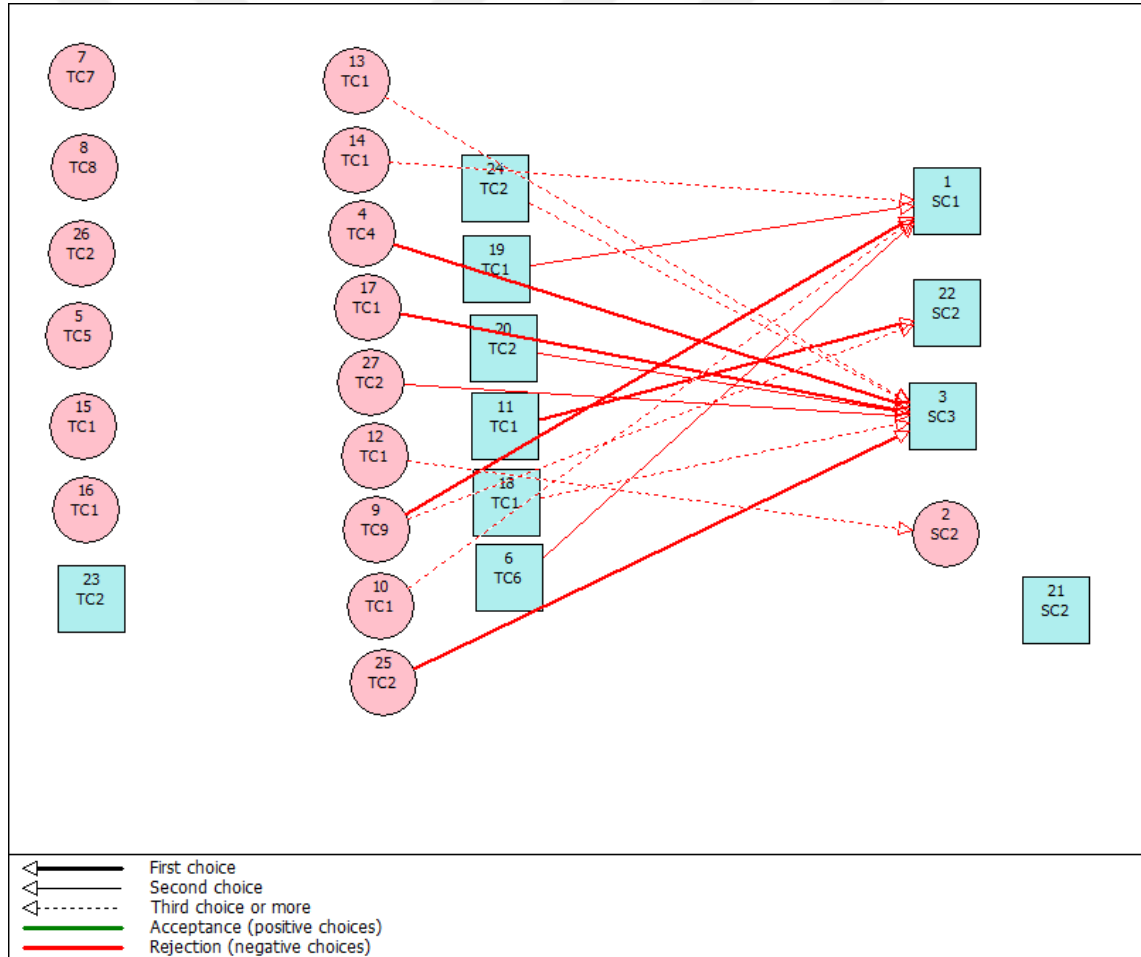 7
TC7
8
TC8
26
TC2
5
TC5
15
TC1
16
TC1
23
TC2
13
TC1
14
TC1
4
TC4
17
TC1
27
TC2
12
TC1
9
TC9
10
TC1
25
TC2
24
TC2
19
TC1
20
TC2
11
TC1
TC1
6
TC6
1
SC1
22
SC2
3
SC3
2
SC2
21
SC2
First choice
Second choice
Third choice or more
Acceptance (positive choices)
Rejection (negative choices)